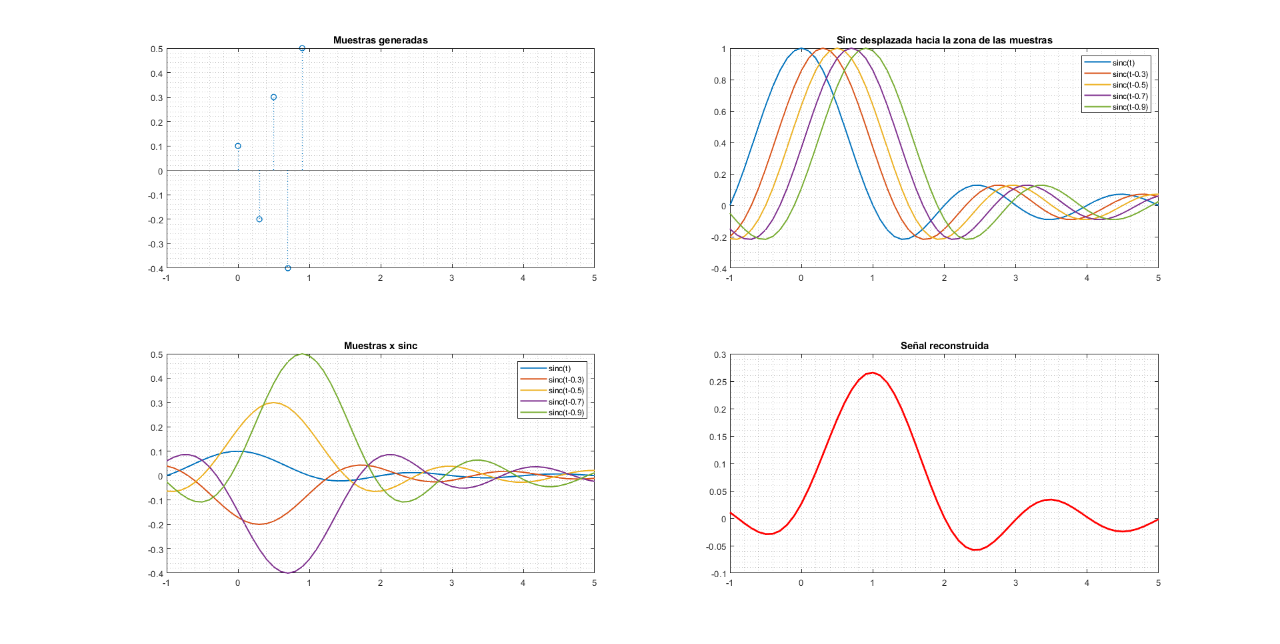 Muestras generadas
0.5
0.4
0.3
0.2
0.1
0
-0.1
-0.2
-0.3
-0.4
-1 0 1 2 3 4 5
Sinc desplazada hacia la zona de las muestras
1
0.8
0.6
0.4
0.2
0
-0.2
-0.4
-1 0 1 2 3 4 5
sinc(t)
sinc(t-0.3)
sinc(t-0.5)
sinc(t-0.7)
sinc(t-0.9)
Muestras x sinc
0.5
0.4
0.3
0.2
0.1
0
-0.1
-0.2
-0.3
-0.4
-1 0 1 2 3 4 5
sinc(t)
sinc(t-0.3)
sinc(t-0.5)
sinc(t-0.7)
sinc(t-0.9)
Señal reconstruida
0.3
0.25
0.2
0.15
0.1
0.05
0
-0.05
-0.1
-1 0 1 2 3 4 5